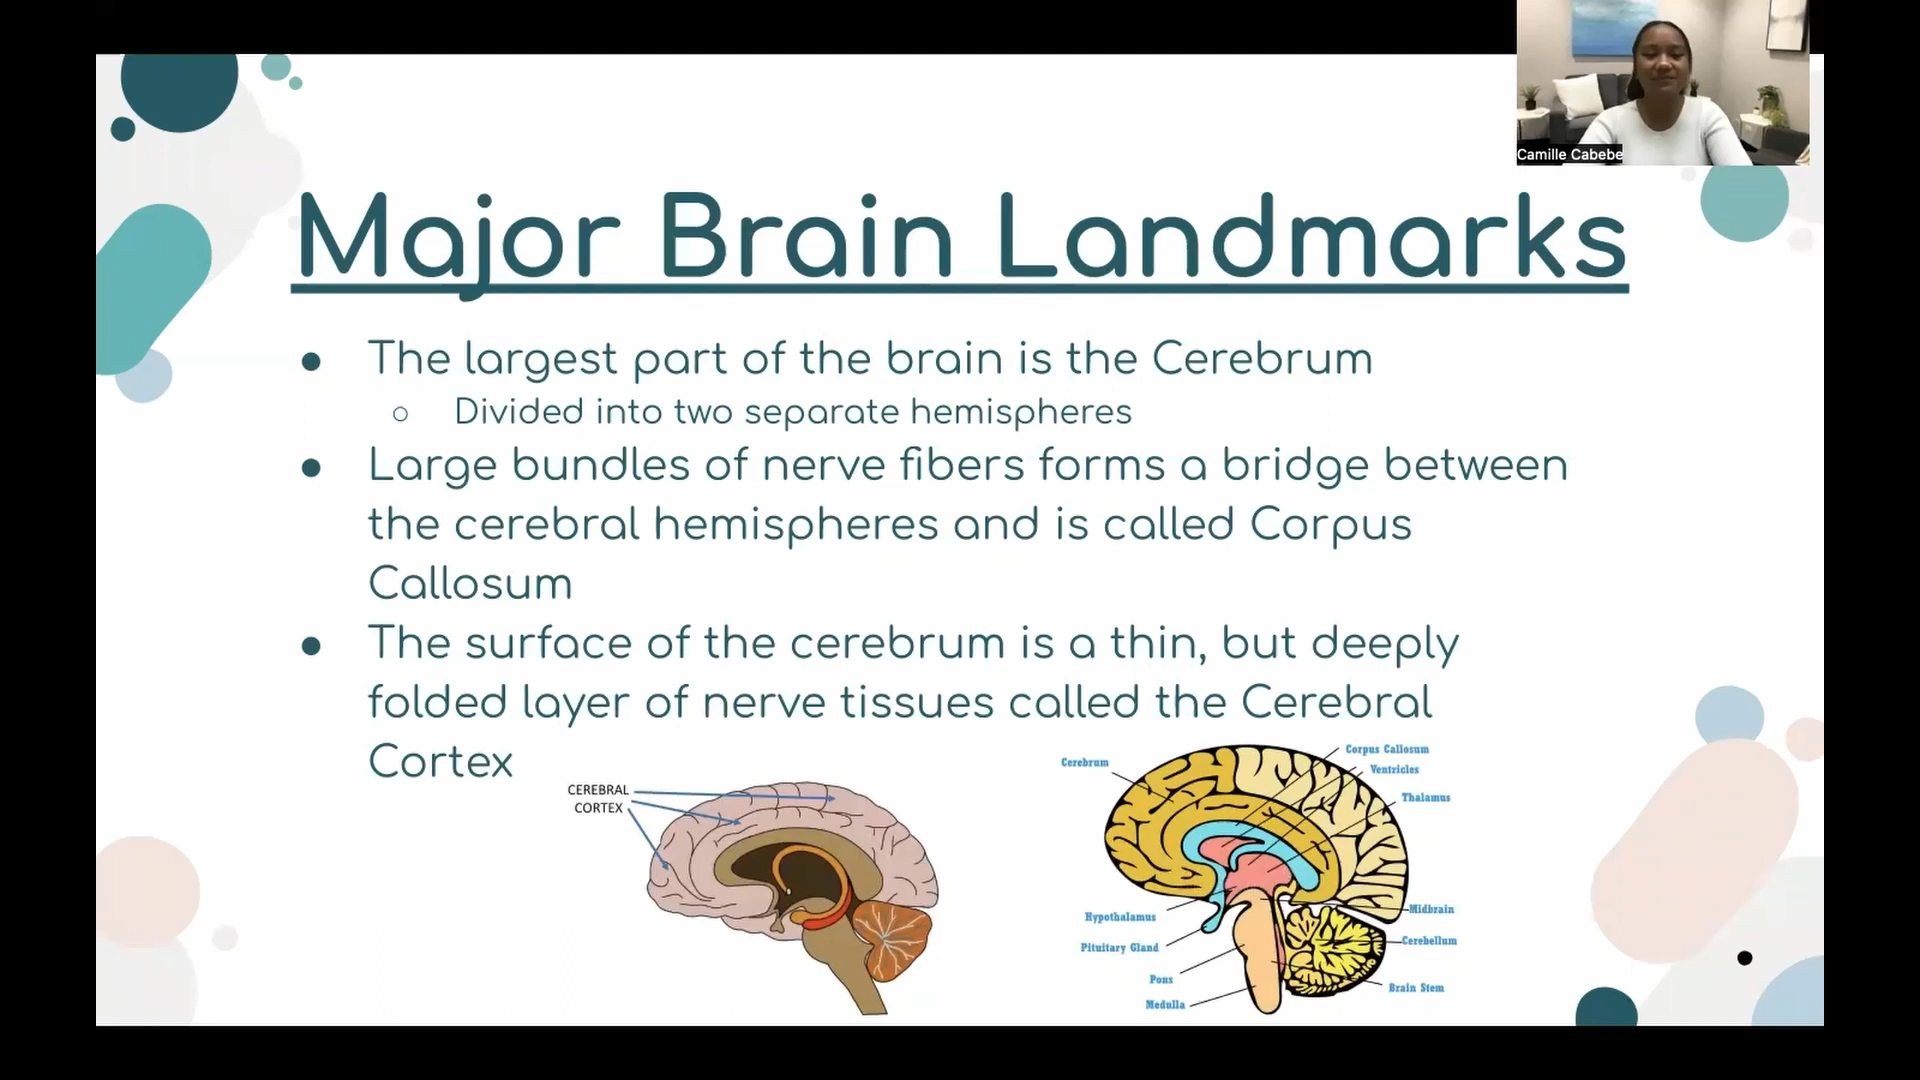 Camille Cabebe
Major Brain Landmarks
● The largest part of the brain is the Cerebrum
○ Divided into two separate hemispheres
● Large bundles of nerve fibers forms a bridge between
the cerebral hemispheres and is called Corpus
Callosum
● The surface of the cerebrum is a thin, but deeply
folded layer of nerve tissues called the Cerebral
Cortex
CEREBRAL
CORTEX
Cerebrum
Corpus Callosum
Ventricles
Thalamus
Hypothalamus
Pituitary Gland
Pons
Medulla
Midbrain
Cerebellum
Brain Stem